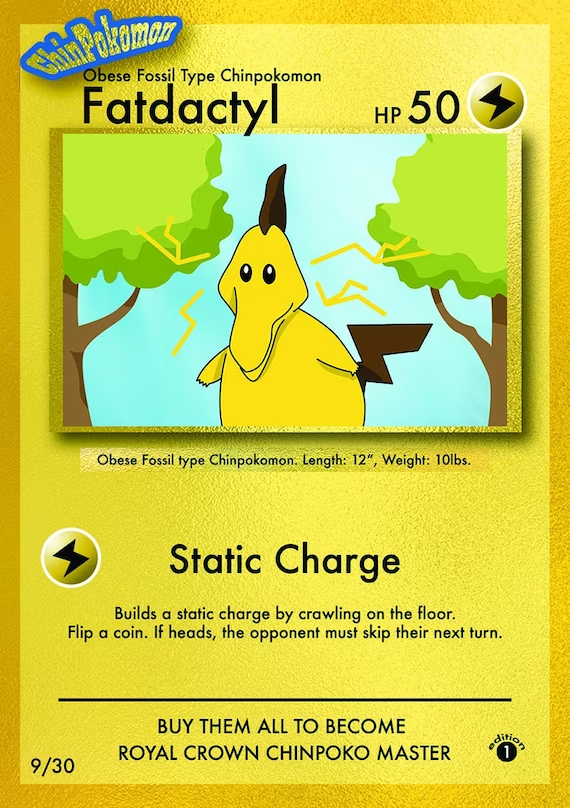 ChinPokomon
Obese Fossil Type Chinpokomon
Fatdactyl
HP 50
Obese Fossil type Chinpokomon. Length: 12”, Weight: 10lbs.
Static Charge
Builds a static charge by crawling on the floor.
Flip a coin. If heads, the opponent must skip their next turn.
BUY THEM ALL TO BECOME
ROYAL CROWN CHINPOKO MASTER
edition
1
9/30